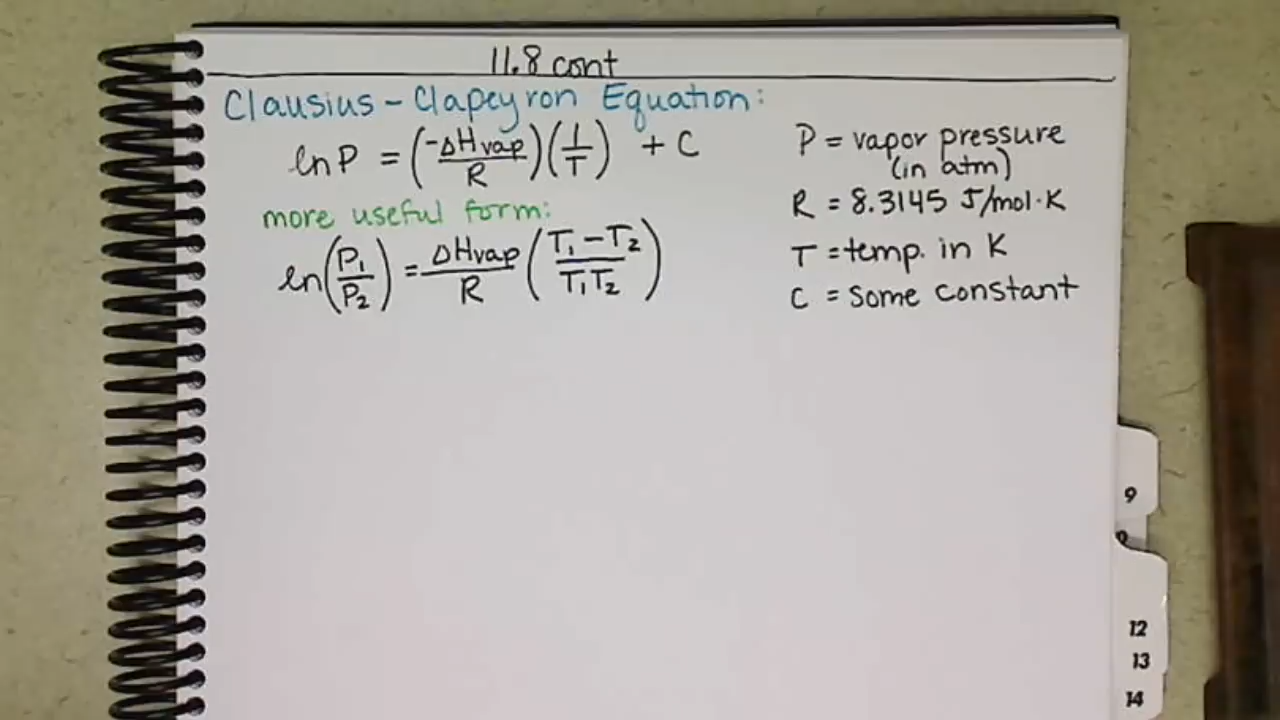 11.8 cont
Clausius - Clapeyron Equation:
ln P = (-ΔHvap/R)(1/T) + C
more useful form:
ln(P₁/P₂) = ΔHvap/R (T₁ - T₂/T₁T₂)
P = vapor pressure
(in atm)
R = 8.3145 J/mol·K
T = temp. in K
C = some constant
9
12
13
14